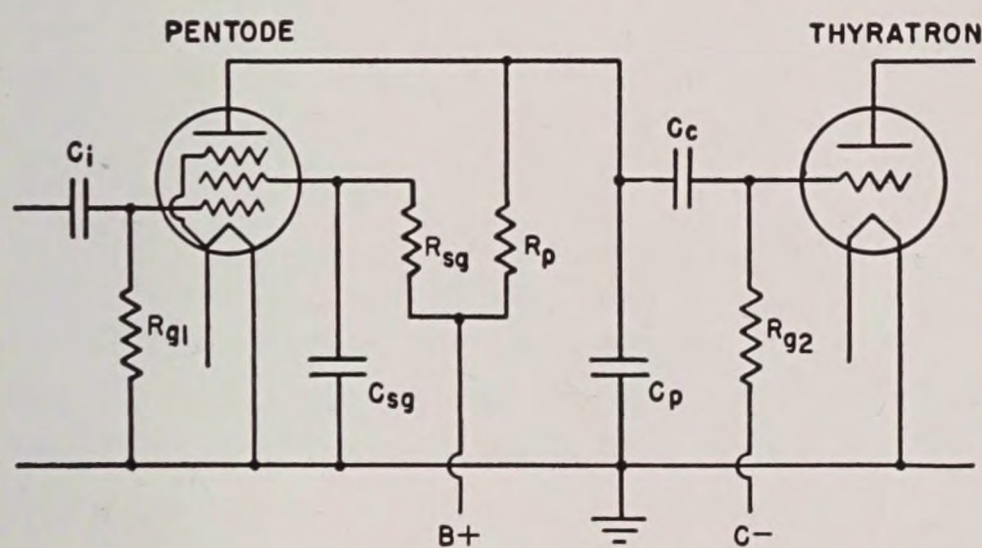 PENTODE
THYRATRON
Ci
Cc
Rg1
Rsg
Rp
Rg2
Csg
Cp
B+
C-